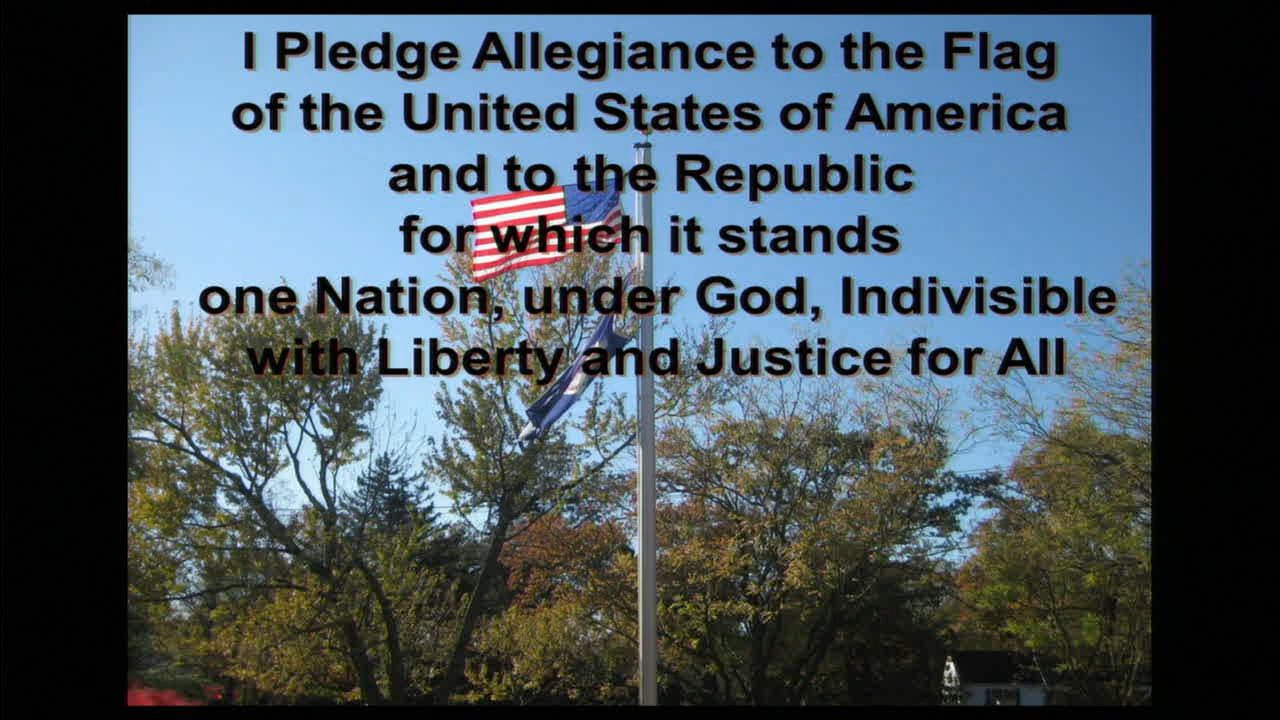 I Pledge Allegiance to the Flag
of the United States of America
and to the Republic
for which it stands
one Nation, under God, Indivisible
with Liberty and Justice for All